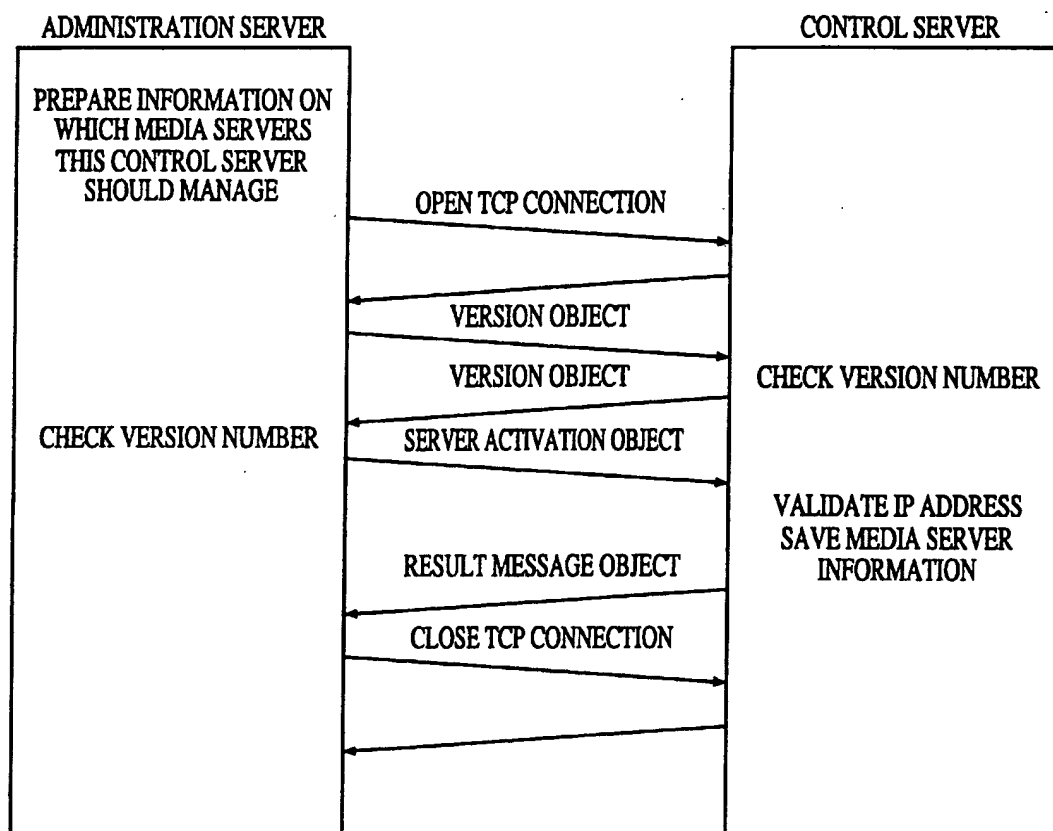 ADMINISTRATION SERVER
CONTROL SERVER
PREPARE INFORMATION ON
WHICH MEDIA SERVERS
THIS CONTROL SERVER
SHOULD MANAGE
OPEN TCP CONNECTION
VERSION OBJECT
VERSION OBJECT
CHECK VERSION NUMBER
CHECK VERSION NUMBER
SERVER ACTIVATION OBJECT
VALIDATE IP ADDRESS
SAVE MEDIA SERVER
INFORMATION
RESULT MESSAGE OBJECT
CLOSE TCP CONNECTION